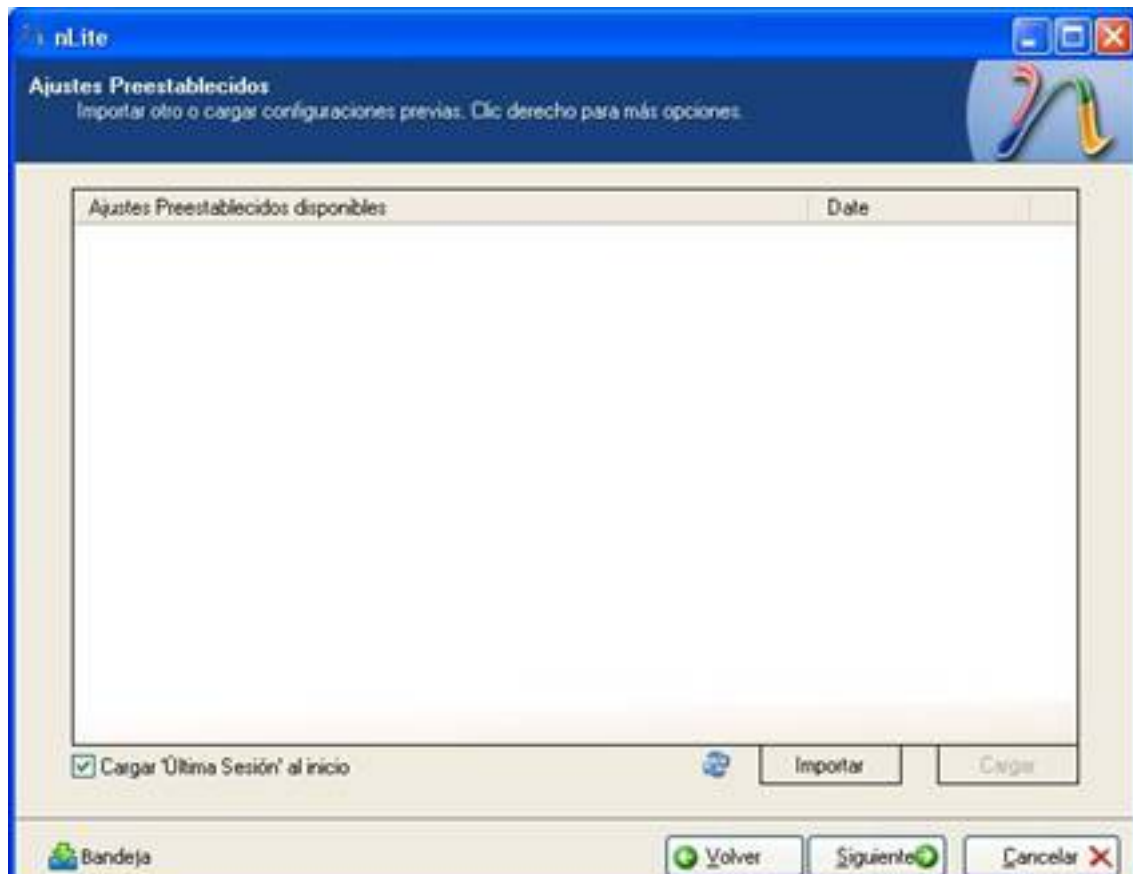 nLite
Ajustes Preestablecidos
Importar otro o cargar configuraciones previas. Clic derecho para más opciones.
Ajustes Preestablecidos disponibles Date
Cargar 'Última Sesión' al inicio Importar Cargar
Bandeja Volver Siguiente Cancelar